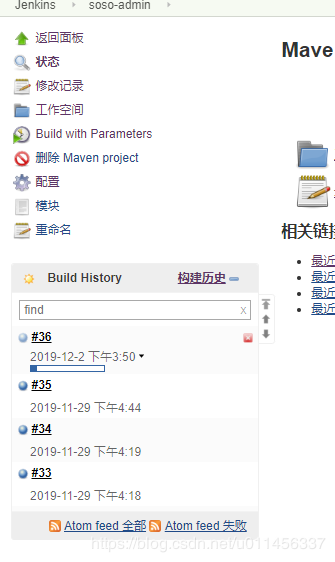 Jenkins soso-admin
返回面板
状态
修改记录
工作空间
Build with Parameters
删除 Maven project
配置
模块
重命名
Mave
相关链接
最近
最近
最近
最近
Build History 构建历史
find x
#36
2019-12-2 下午3:50
#35
2019-11-29 下午4:44
#34
2019-11-29 下午4:19
#33
2019-11-29 下午4:18
Atom feed 全部 Atom feed 失败
https://blog.csdn.net/u011456337